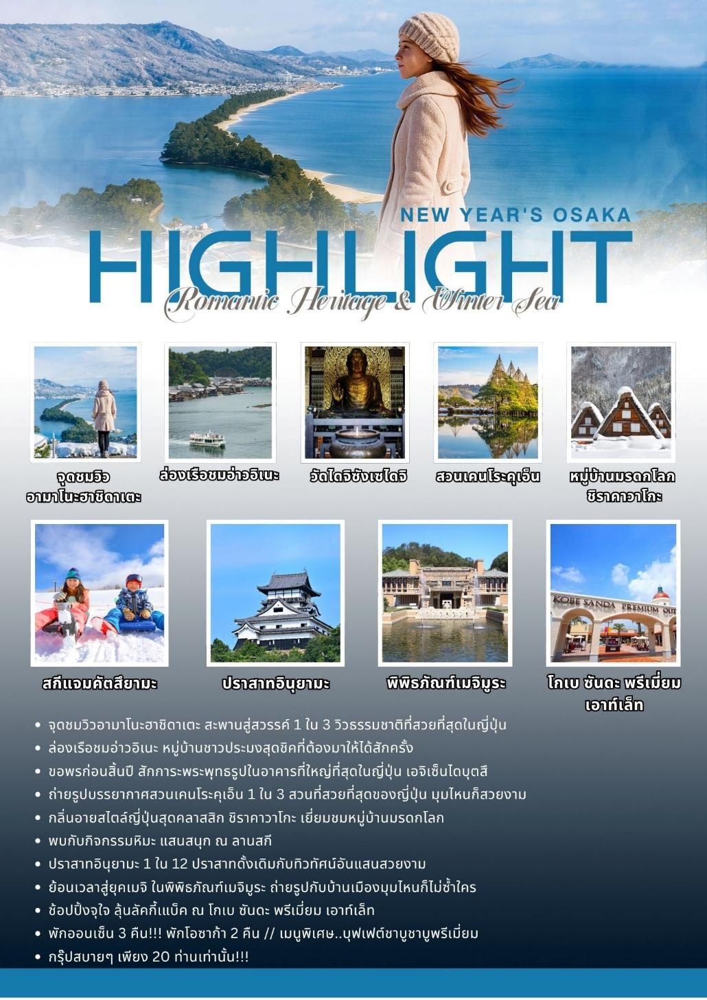 NEW YEAR'S OSAKA
HIGHLIGHT
Romantic Heritage & Winter Sea
จุดชมวิว
อามาโนะฮาชิดาเตะ
ล่องเรือชมอ่าวอิเนะ
วัดไดจิซังเซไดจิ
สวนเคนโระคุเอ็น
หมู่บ้านมรดกโลก
ชิราคาวาโกะ
KOBE SANDA PREMIUM OUT
สกีแจมคัตสึยามะ
ปราสาทอินุยามะ
พิพิธภัณฑ์เมจิมูระ
โกเบ ซันดะ พรีเมี่ยม
เอาท์เล็ท
• จุดชมวิวอามาโนะฮาชิดาเตะ สะพานสู่สวรรค์ 1 ใน 3 วิวธรรมชาติที่สวยที่สุดในญี่ปุ่น
• ล่องเรือชมอ่าวอิเนะ หมู่บ้านชาวประมงสุดชิคที่ต้องมาให้ได้สักครั้ง
• ขอพรก่อนสิ้นปี สักการะพระพุทธรูปในอาคารที่ใหญ่ที่สุดในญี่ปุ่น เอจิเซ็นไดบุตสึ
• ถ่ายรูปบรรยากาศสวนเคนโระคุเอ็น 1 ใน 3 สวนที่สวยที่สุดของญี่ปุ่น มุมไหนก็สวยงาม
• กลิ่นอายสไตล์ญี่ปุ่นสุดคลาสสิก ชิราคาวาโกะ เยี่ยมชมหมู่บ้านมรดกโลก
• พบกับกิจกรรมหิมะ แสนสนุก ณ ลานสกี
• ปราสาทอินุยามะ 1 ใน 12 ปราสาทดั้งเดิมกับทิวทัศน์อันแสนสวยงาม
• ย้อนเวลาสู่ยุคเมจิ ในพิพิธภัณฑ์เมจิมูระ ถ่ายรูปกับบ้านเมืองมุมไหนก็ไม่ซ้ำใคร
• ช้อปปิ้งจุใจ ลุ้นลัคกี้เแบ็ค ณ โกเบ ซันดะ พรีเมี่ยม เอาท์เล็ท
• พักออนเซ็น 3 คืน!!! พักโอซาก้า 2 คืน // เมนูพิเศษ..บุฟเฟต์ชาบูชาบูพรีเมี่ยม
• กรุ๊ปสบายๆ เพียง 20 ท่านเท่านั้น!!!